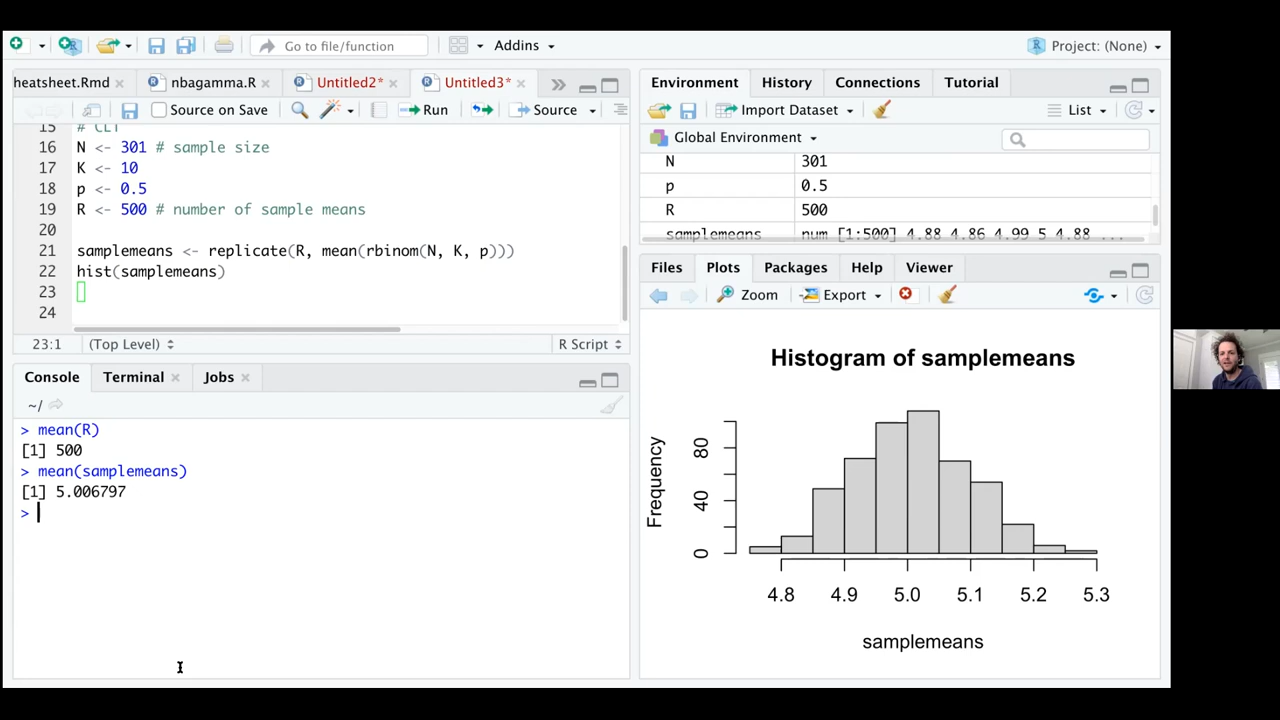 Go to file/function
Addins
Project: (None)
heatsheet.Rmd
nbagamma.R
Untitled2*
Untitled3*
Source on Save
Run
Source
15 # CLT
16 N <- 301 # sample size
17 K <- 10
18 p <- 0.5
19 R <- 500 # number of sample means
20
21 samplemeans <- replicate(R, mean(rbinom(N, K, p)))
22 hist(samplemeans)
23
24
23:1 (Top Level) R Script
Console Terminal Jobs
~/
> mean(R)
[1] 500
> mean(samplemeans)
[1] 5.006797
>
Environment History Connections Tutorial
Import Dataset List
Global Environment
N 301
p 0.5
R 500
samplemeans num [1:500] 4.88 4.86 4.99 5 4.88 ...
Files Plots Packages Help Viewer
Zoom Export
Histogram of samplemeans
Frequency
80
40
0
4.8 4.9 5.0 5.1 5.2 5.3
samplemeans